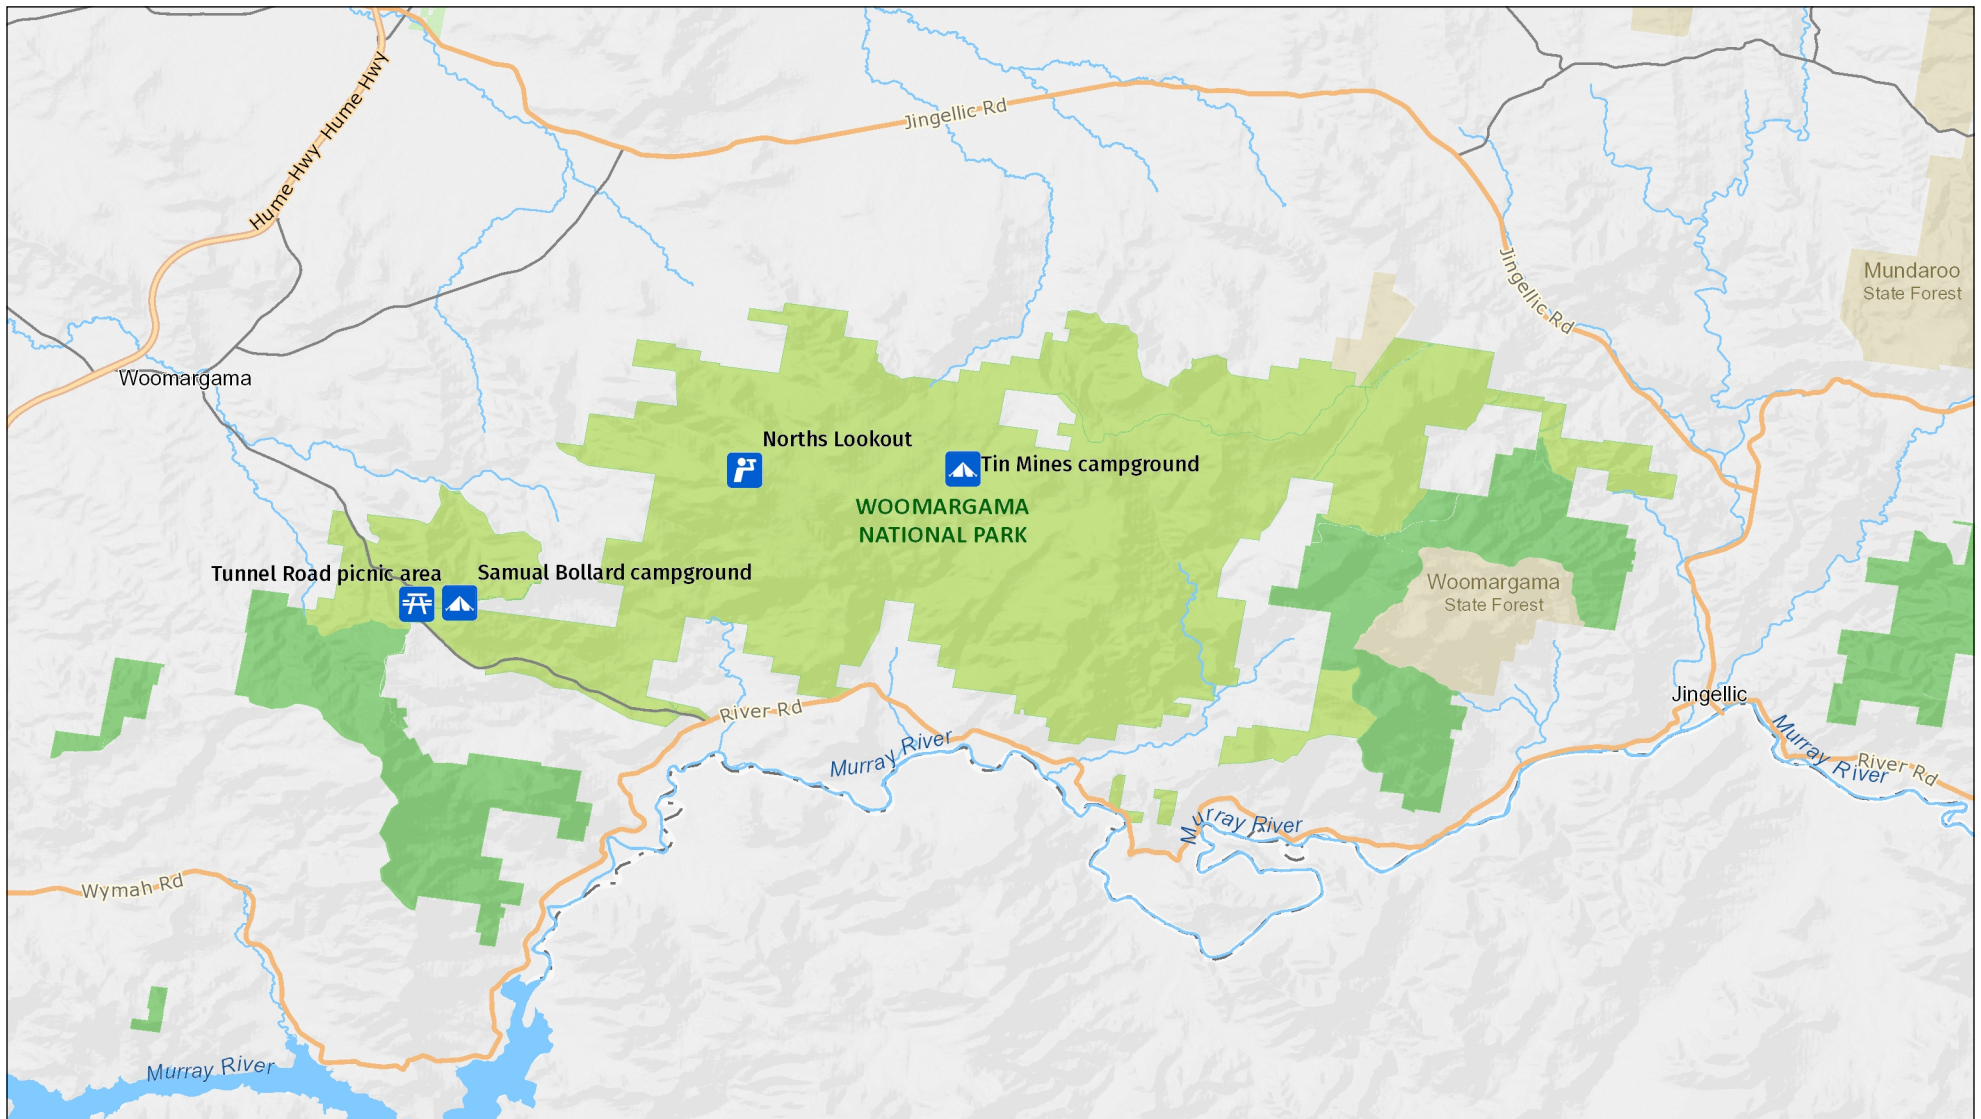 Hume Hwy
Hume Hwy
Jingellic Rd
Jingellic Rd
Mundaroo
State Forest
Woomargama
Norths Lookout
Tin Mines campground
WOOMARGAMA
NATIONAL PARK
Tunnel Road picnic area
Samual Bollard campground
Woomargama
State Forest
Jingellic
River Rd
Murray River
Murray River
River Rd
Murray River
Wymah Rd
Murray River